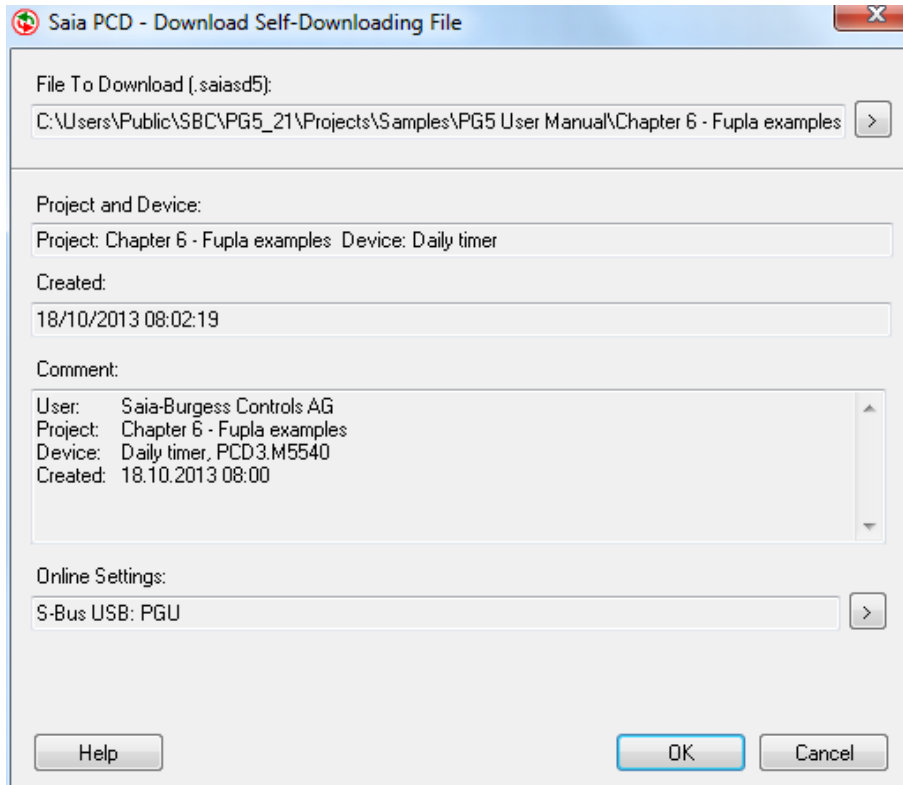 Saia PCD - Download Self-Downloading File
X
File To Download (.saiasd5):
C:\Users\Public\SBC\PG5_21\Projects\Samples\PG5 User Manual\Chapter 6 - Fupla examples
>
Project and Device:
Project: Chapter 6 - Fupla examples Device: Daily timer
Created:
18/10/2013 08:02:19
Comment:
User: Saia-Burgess Controls AG
Project: Chapter 6 - Fupla examples
Device: Daily timer, PCD3.M5540
Created: 18.10.2013 08:00
Online Settings:
S-Bus USB: PGU
>
Help OK Cancel